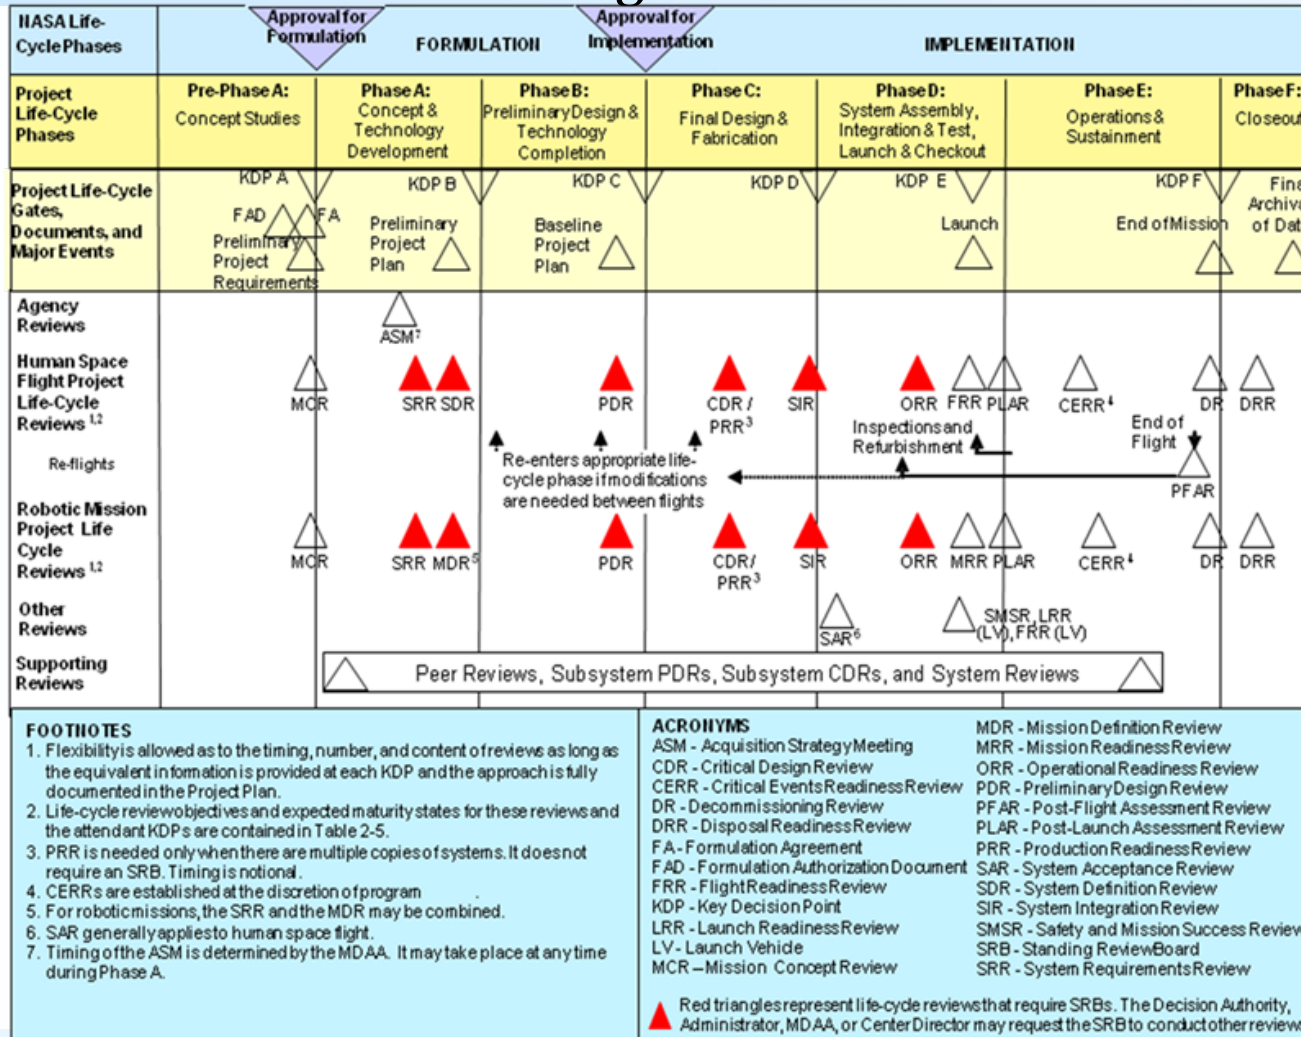 NASA Life-
Cycle Phases
Approval for
Formulation
FORMULATION
Approval for
Implementation
IMPLEMENTATION
Project
Life-Cycle
Phases
Pre-Phase A:
Concept Studies
Phase A:
Concept &
Technology
Development
Phase B:
Preliminary Design &
Technology
Completion
Phase C:
Final Design &
Fabrication
Phase D:
System Assembly,
Integration & Test,
Launch & Checkout
Phase E:
Operations &
Sustainment
Phase F:
Closeout
Project Life-Cycle
Gates,
Documents, and
Major Events
KDP A
KDP B
KDP C
KDP D
KDP E
KDP F
FAD
FA
Preliminary
Project
Requirements
Preliminary
Project
Plan
Baseline
Project
Plan
Launch
End of Mission
Final
Archiva
of Dat
Agency
Reviews
ASM7
Human Space
Flight Project
Life-Cycle
Reviews 1,2
MCR
SRR SDR
PDR
CDR /
PRR3
SIR
ORR
FRR PLAR
CERR4
DR
DRR
Re-flights
Re-enters appropriate life-
cycle phase if modifications
are needed between flights
Inspections and
Refurbishment
End of
Flight
PFAR
Robotic Mission
Project Life
Cycle
Reviews 1,2
MCR
SRR MDR5
PDR
CDR/
PRR3
SIR
ORR
MRR PLAR
CERR4
DR
DRR
Other
Reviews
SAR6
SMSR, LRR
(LV), FRR (LV)
Supporting
Reviews
Peer Reviews, Subsystem PDRs, Subsystem CDRs, and System Reviews
FOOTNOTES
1. Flexibility is allowed as to the timing, number, and content of reviews as long as
the equivalent information is provided at each KDP and the approach is fully
documented in the Project Plan.
2. Life-cycle review objectives and expected maturity states for these reviews and
the attendant KDPs are contained in Table 2-5.
3. PRR is needed only when there are multiple copies of systems. It does not
require an SRB. Timing is notional.
4. CERRs are established at the discretion of program .
5. For robotic missions, the SRR and the MDR may be combined.
6. SAR generally applies to human space flight.
7. Timing of the ASM is determined by the MDAA. It may take place at any time
during Phase A.
ACRONYMS
ASM - Acquisition Strategy Meeting
CDR - Critical Design Review
CERR - Critical Events Readiness Review
DR - Decommissioning Review
DRR - Disposal Readiness Review
FA - Formulation Agreement
FAD - Formulation Authorization Document
FRR - Flight Readiness Review
KDP - Key Decision Point
LRR - Launch Readiness Review
LV - Launch Vehicle
MCR – Mission Concept Review
MDR - Mission Definition Review
MRR - Mission Readiness Review
ORR - Operational Readiness Review
PDR - Preliminary Design Review
PFAR - Post-Flight Assessment Review
PLAR - Post-Launch Assessment Review
PRR - Production Readiness Review
SAR - System Acceptance Review
SDR - System Definition Review
SIR - System Integration Review
SMSR - Safety and Mission Success Review
SRB - Standing Review Board
SRR - System Requirements Review
Red triangles represent life-cycle reviews that require SRBs. The Decision Authority,
Administrator, MDAA, or Center Director may request the SRB to conduct other reviews